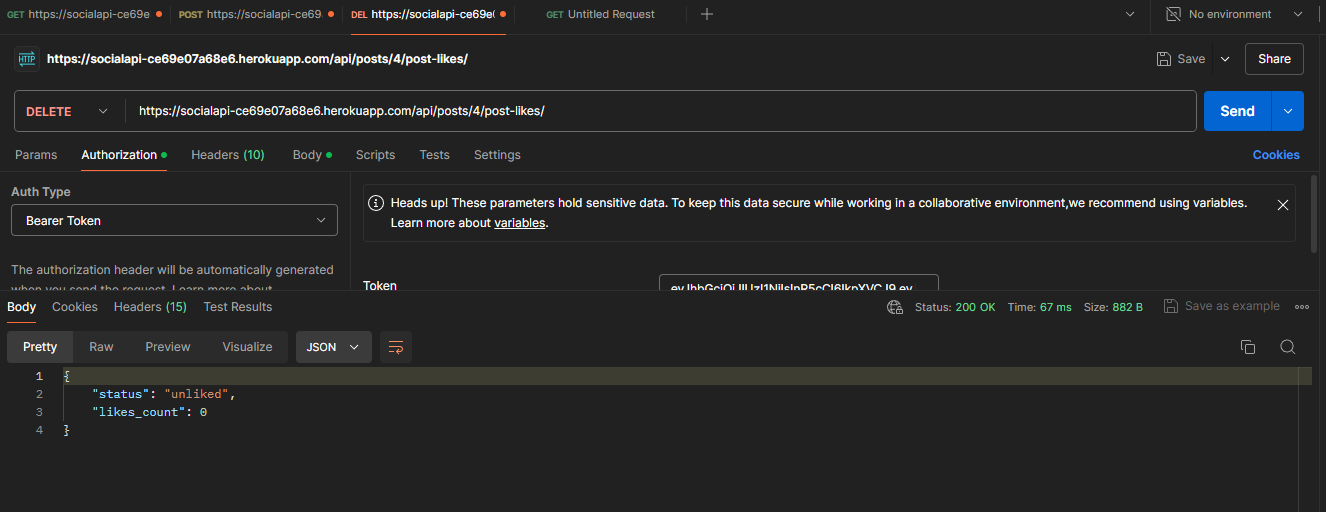 GET https://socialapi-ce69e POST https://socialapi-ce69. DEL https://socialapi-ce69e0 GET Untitled Request No environment
HTTP https://socialapi-ce69e07a68e6.herokuapp.com/api/posts/4/post-likes/ Save Share
DELETE https://socialapi-ce69e07a68e6.herokuapp.com/api/posts/4/post-likes/ Send
Params Authorization Headers (10) Body Scripts Tests Settings Cookies
Auth Type
Bearer Token
Heads up! These parameters hold sensitive data. To keep this data secure while working in a collaborative environment,we recommend using variables.
Learn more about variables.
The authorization header will be automatically generated
when you send the request. Learn more about
Token
Body Cookies Headers (15) Test Results Status: 200 OK Time: 67 ms Size: 882 B Save as example
Pretty Raw Preview Visualize JSON
1 {
2 "status": "unliked",
3 "likes_count": 0
4 }